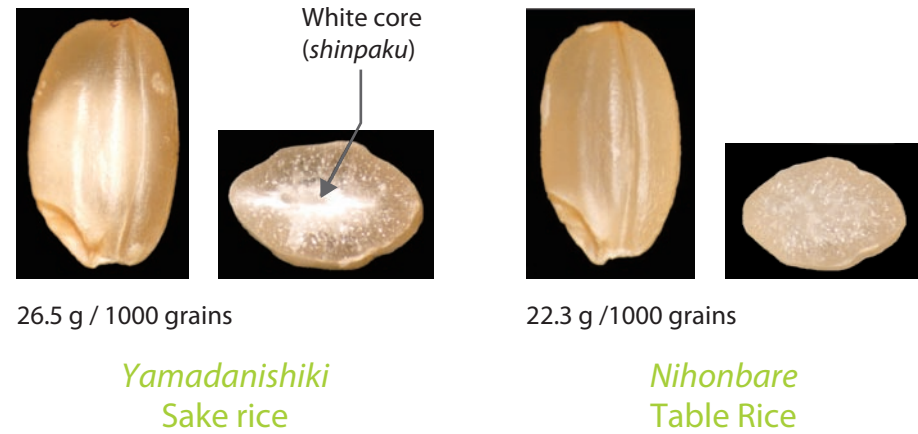 White core
(shinpaku)
26.5 g / 1000 grains
22.3 g /1000 grains
Yamadanishiki
Sake rice
Nihonbare
Table Rice